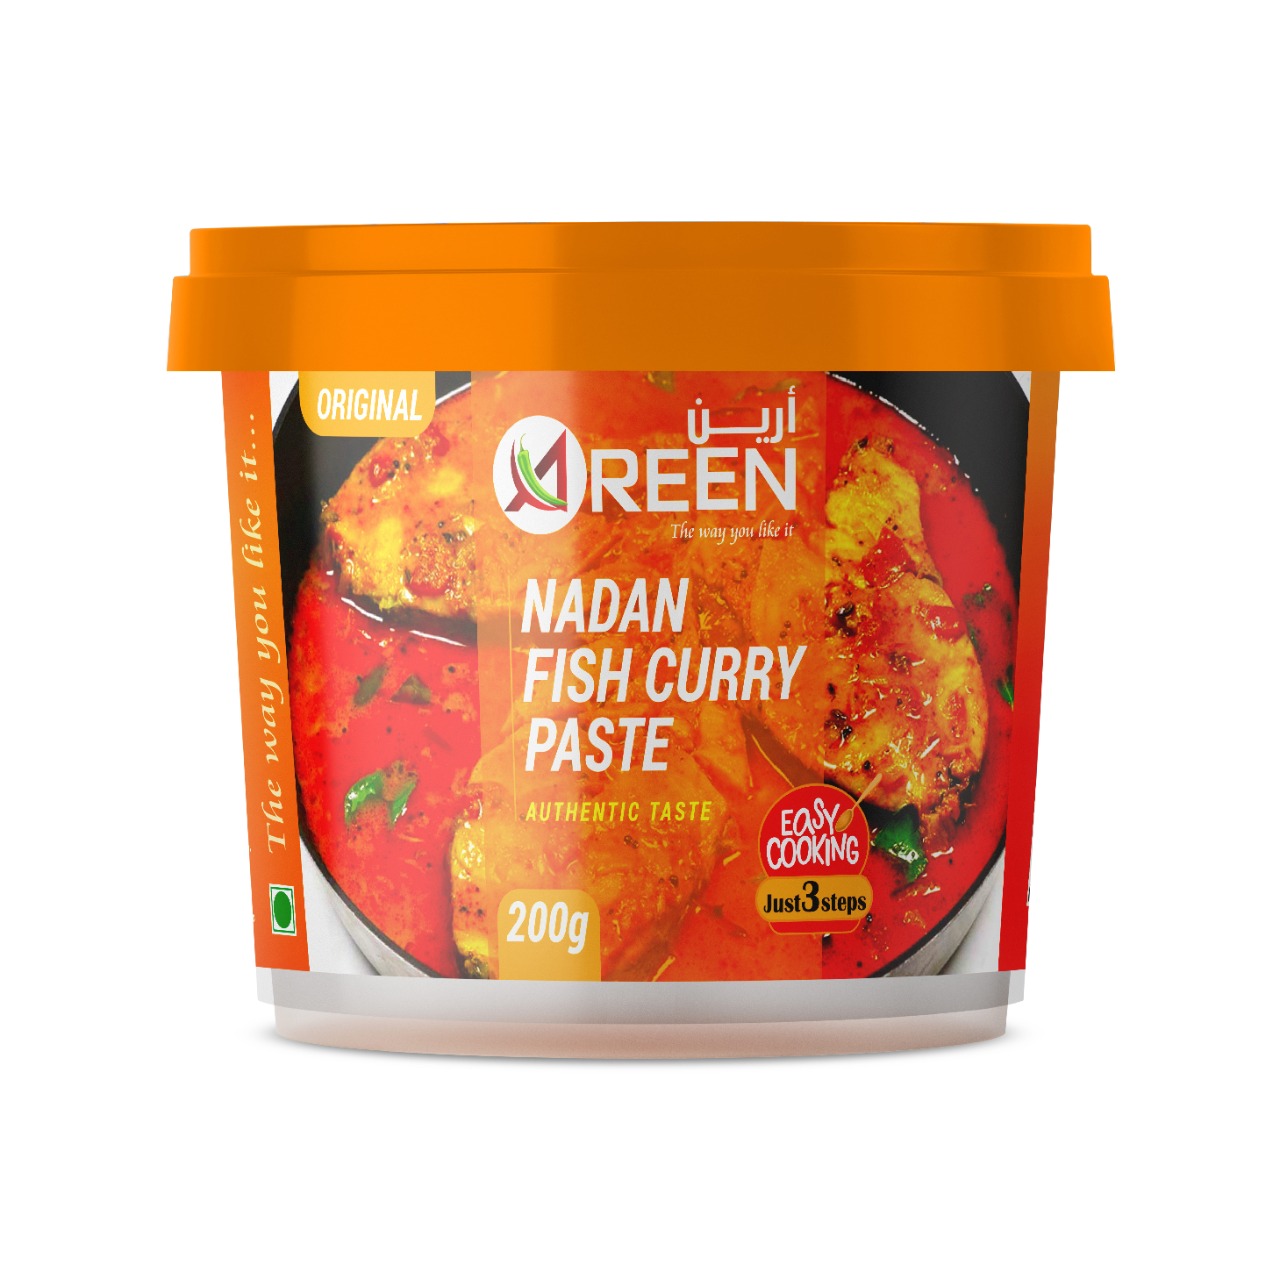 ORIGINAL
أرين
AREEN
The way you like it
The way you like it...
NADAN
FISH CURRY
PASTE
AUTHENTIC TASTE
EASY
COOKING
Just 3 steps
200g